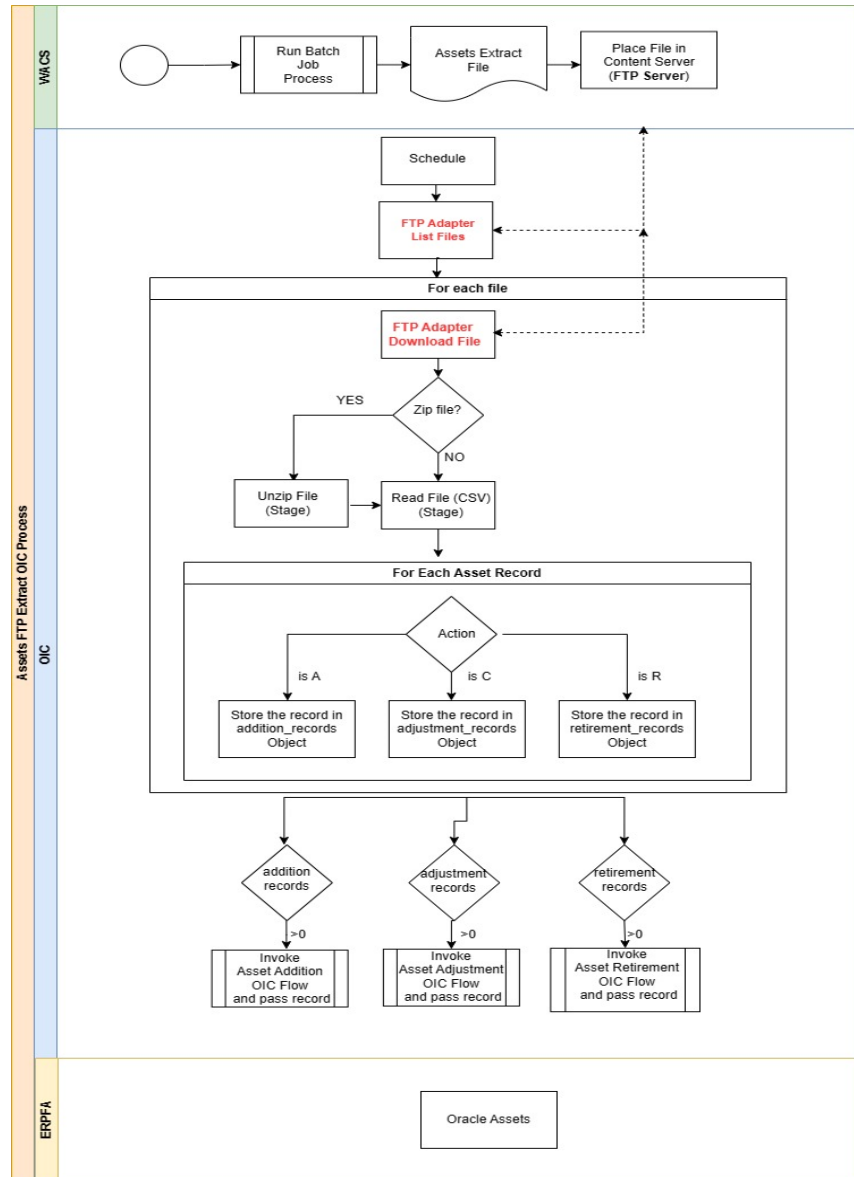 Assets FTP Extract OIC Process
WACS
Run Batch
Job
Process
Assets Extract
File
Place File in
Content Server
(FTP Server)
OIC
Schedule
FTP Adapter
List Files
For each file
FTP Adapter
Download File
Zip file?
YES
NO
Unzip File
(Stage)
Read File (CSV)
(Stage)
For Each Asset Record
Action
is A
is C
is R
Store the record in
addition_records
Object
Store the record in
adjustment_records
Object
Store the record in
retirement_records
Object
addition
records
adjustment
records
retirement
records
>0
>0
>0
Invoke
Asset Addition
OIC Flow
and pass record
Invoke
Asset Adjustment
OIC Flow
and pass record
Invoke
Asset Retirement
OIC Flow
and pass record
ERPFA
Oracle Assets